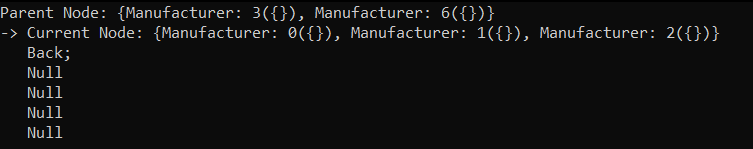 Parent Node: {Manufacturer: 3({}), Manufacturer: 6({})}
-> Current Node: {Manufacturer: 0({}), Manufacturer: 1({}), Manufacturer: 2({})}
Back;
Null
Null
Null
Null